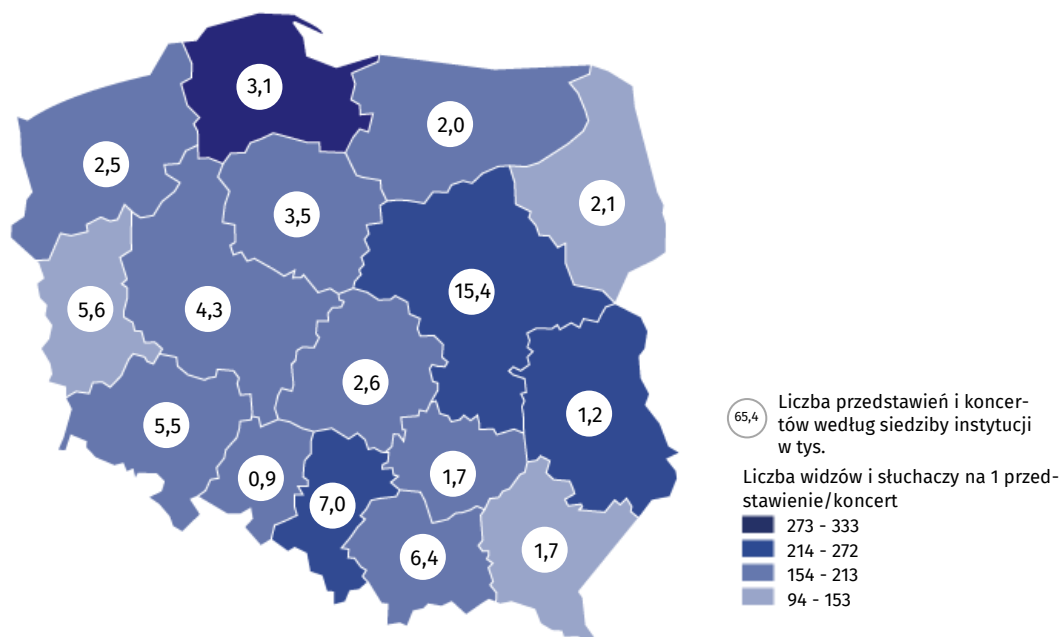 3,1
2,0
2,5
2,1
3,5
15,4
5,6
4,3
2,6
1,2
5,5
1,7
0,9
7,0
6,4
1,7
65,4
Liczba przedstawień i koncer-
tów według siedziby instytucji
w tys.
Liczba widzów i słuchaczy na 1 przed-
stawienie/koncert
273 - 333
214 - 272
154 - 213
94 - 153